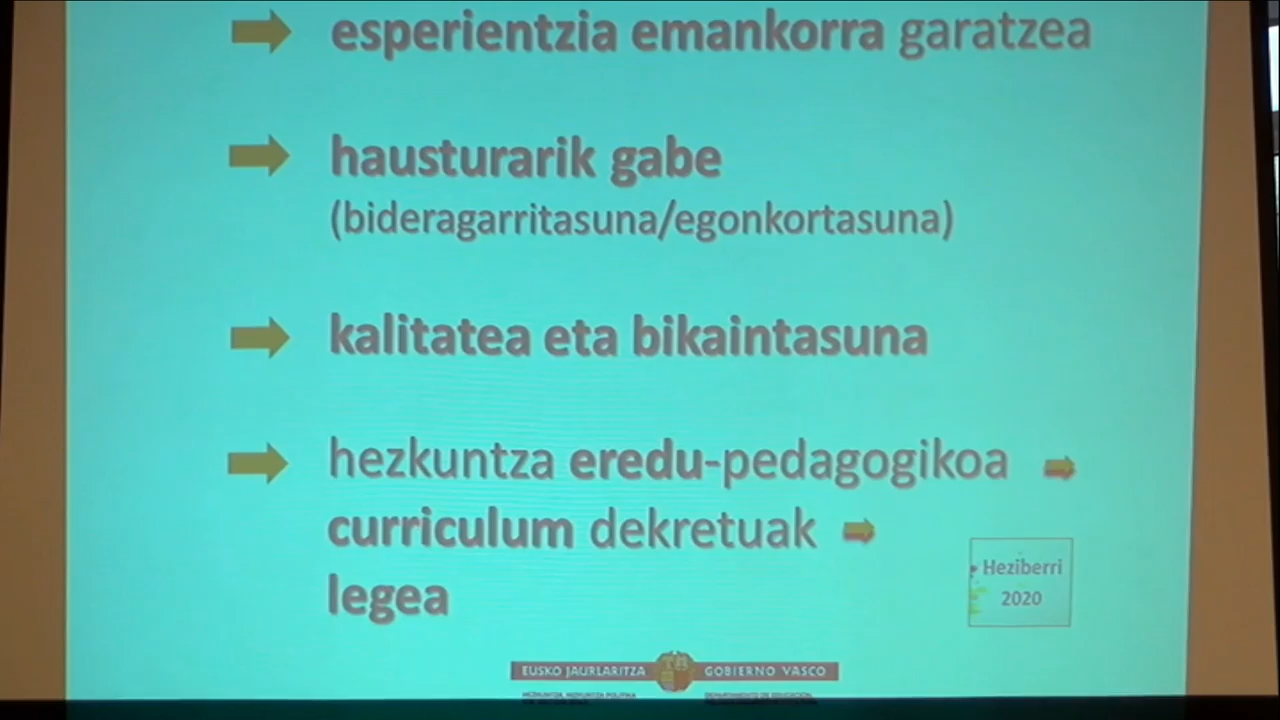 esperientzia emankorra garatzea
hausturarik gabe
(bideragarritasuna/egonkortasuna)
kalitatea eta bikaintasuna
hezkuntza eredu-pedagogikoa
curriculum dekretuak
legea
Heziberri
2020
EUSKO JAURLARITZA GOBIERNO VASCO